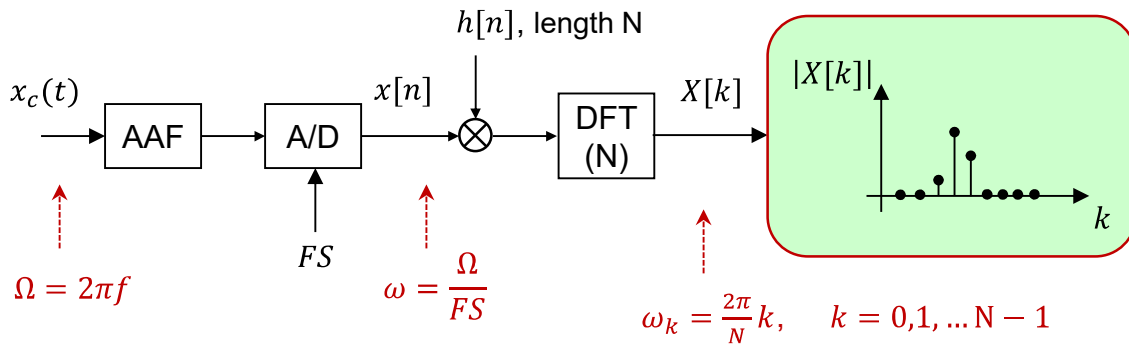 h[n], length N
x_c(t)
AAF
A/D
x[n]
DFT
(N)
X[k]
|X[k]|
k
FS
Ω = 2πf
ω = Ω/FS
ω_k = 2π/N k, k = 0,1, … N − 1